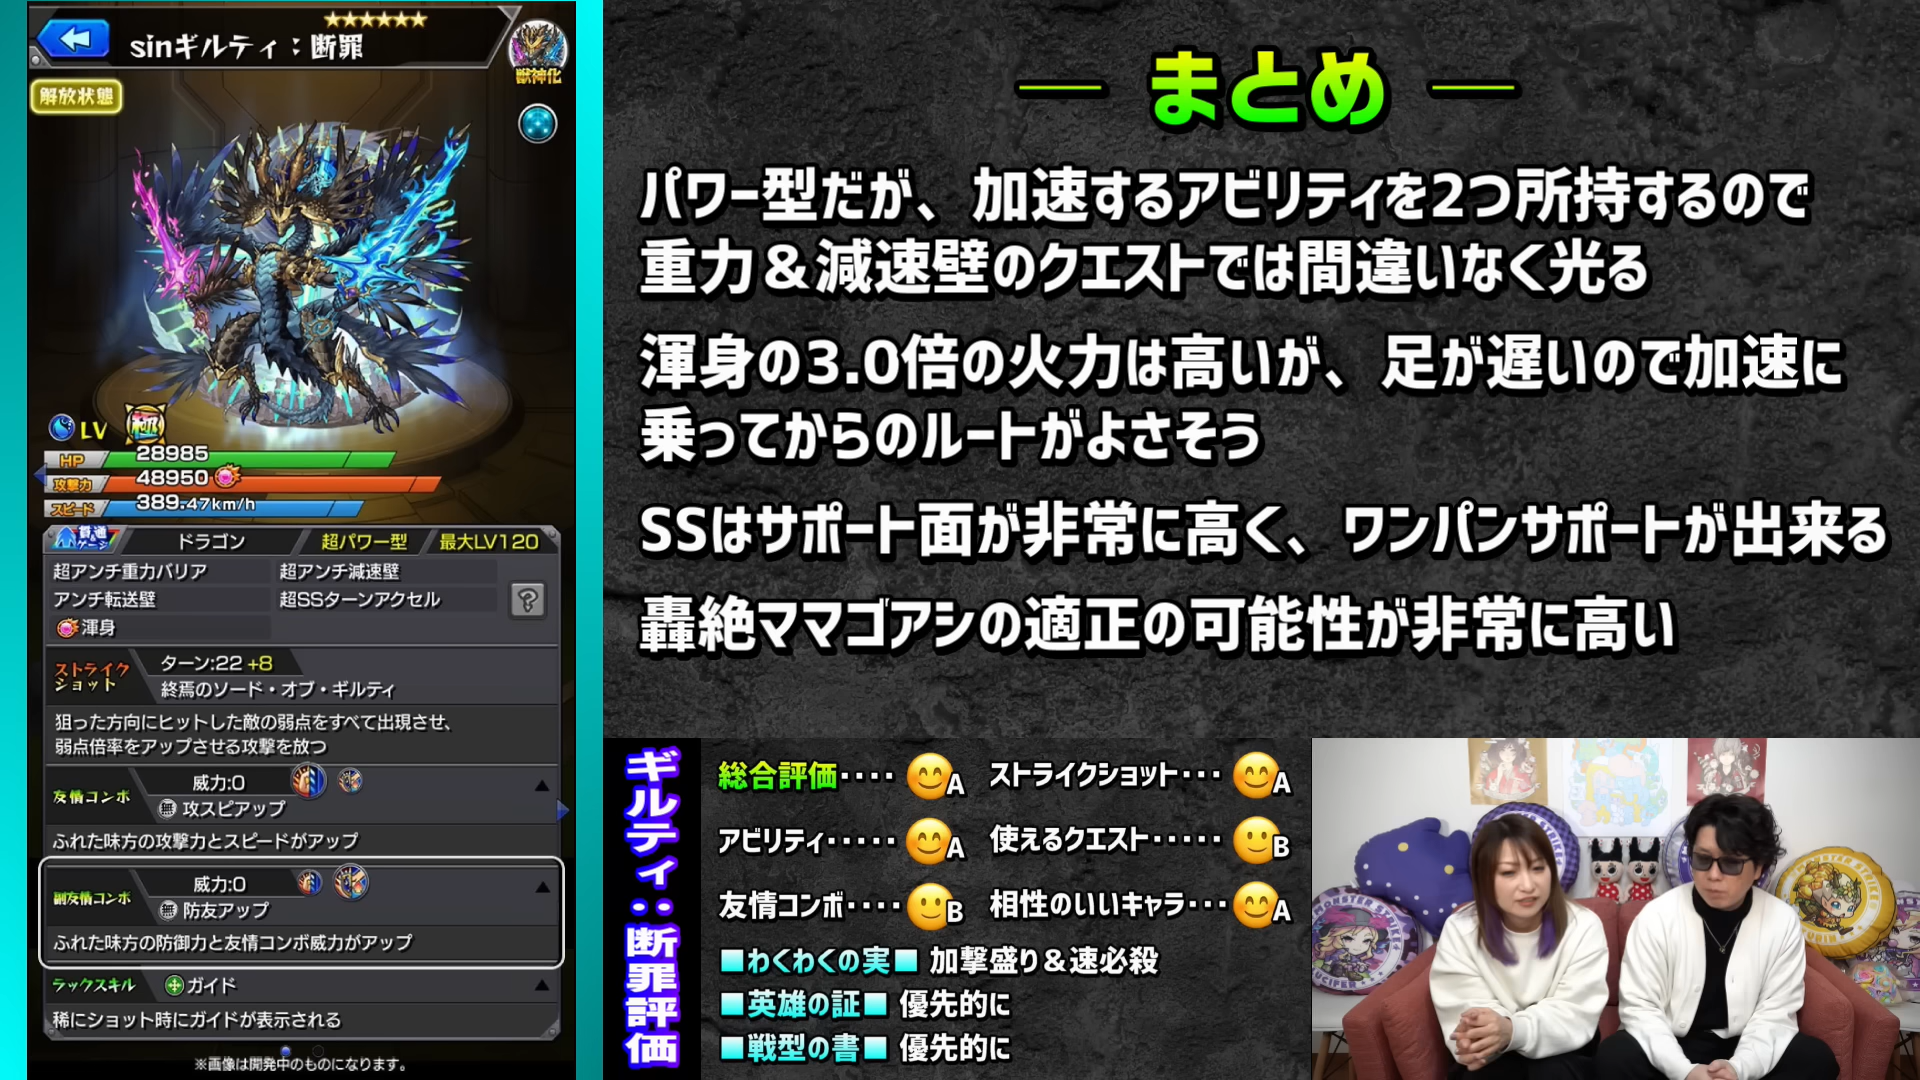 ★★★★★★
sinギルティ：断罪
獣神化
解放状態
LV 極
HP 28985
攻撃力 48950
スピード 389.47km/h
貫通 ゲージ ドラゴン 超パワー型 最大LV120
超アンチ重力バリア 超アンチ減速壁
アンチ転送壁 超SSターンアクセル
?
渾身
ストライクショット ターン:22 +8
終焉のソード・オブ・ギルティ
狙った方向にヒットした敵の弱点をすべて出現させ、
弱点倍率をアップさせる攻撃を放つ
友情コンボ 威力:0
無 攻スピアップ
ふれた味方の攻撃力とスピードがアップ
副友情コンボ 威力:0
無 防友アップ
ふれた味方の防御力と友情コンボ威力がアップ
ラックスキル ガイド
稀にショット時にガイドが表示される
※画像は開発中のものになります。
まとめ
パワー型だが、加速するアビリティを2つ所持するので
重力＆減速壁のクエストでは間違いなく光る
渾身の3.0倍の火力は高いが、足が遅いので加速に
乗ってからのルートがよさそう
SSはサポート面が非常に高く、ワンパンサポートが出来る
轟絶ママゴアシの適正の可能性が非常に高い
ギルティ：断罪評価
総合評価････ A ストライクショット･･･ A
アビリティ･････ A 使えるクエスト･････ B
友情コンボ････ B 相性のいいキャラ･･･ A
■わくわくの実■ 加撃盛り＆速必殺
■英雄の証■ 優先的に
■戦型の書■ 優先的に
MONSTER STRIKE
LUCIFER
MONSTER STRIKE